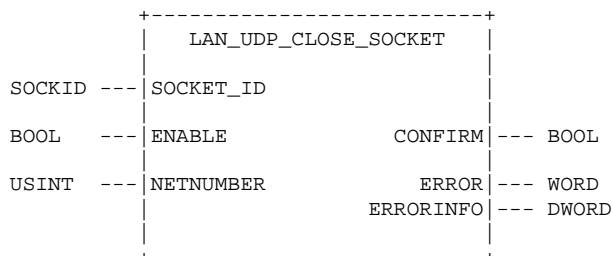 LAN_UDP_CLOSE_SOCKET
SOCKID ---|SOCKET_ID
BOOL ---|ENABLE CONFIRM|--- BOOL
USINT ---|NETNUMBER ERROR|--- WORD
ERRORINFO|--- DWORD